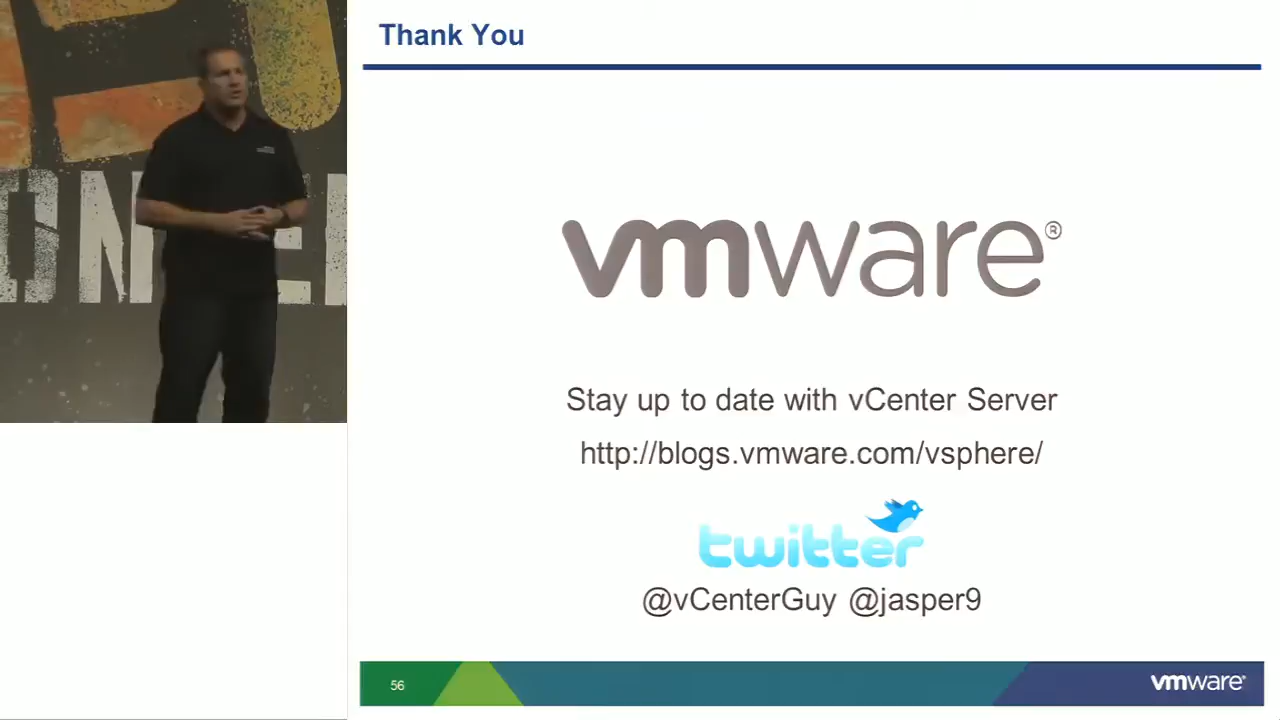 Thank You
vmware®
Stay up to date with vCenter Server
http://blogs.vmware.com/vsphere/
twitter
@vCenterGuy @jasper9
56
vmware